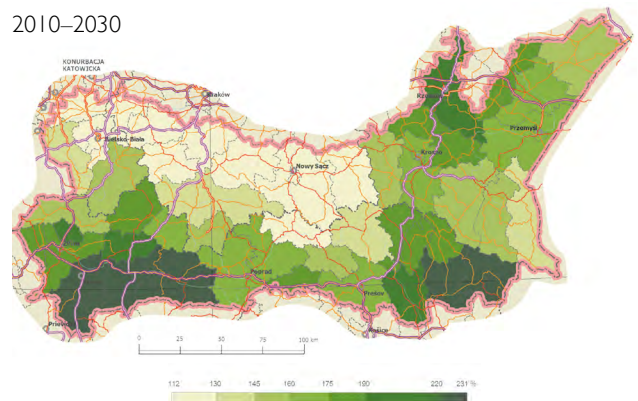 2010–2030
KONURBACJA
KATOWICKA
Kraków
Bielsko-Biała
Przemyśl
Krosno
Nowy Sącz
Poprad
Prešov
Košice
0 25 50 75 100 km
112 130 145 160 175 190 220 231 %